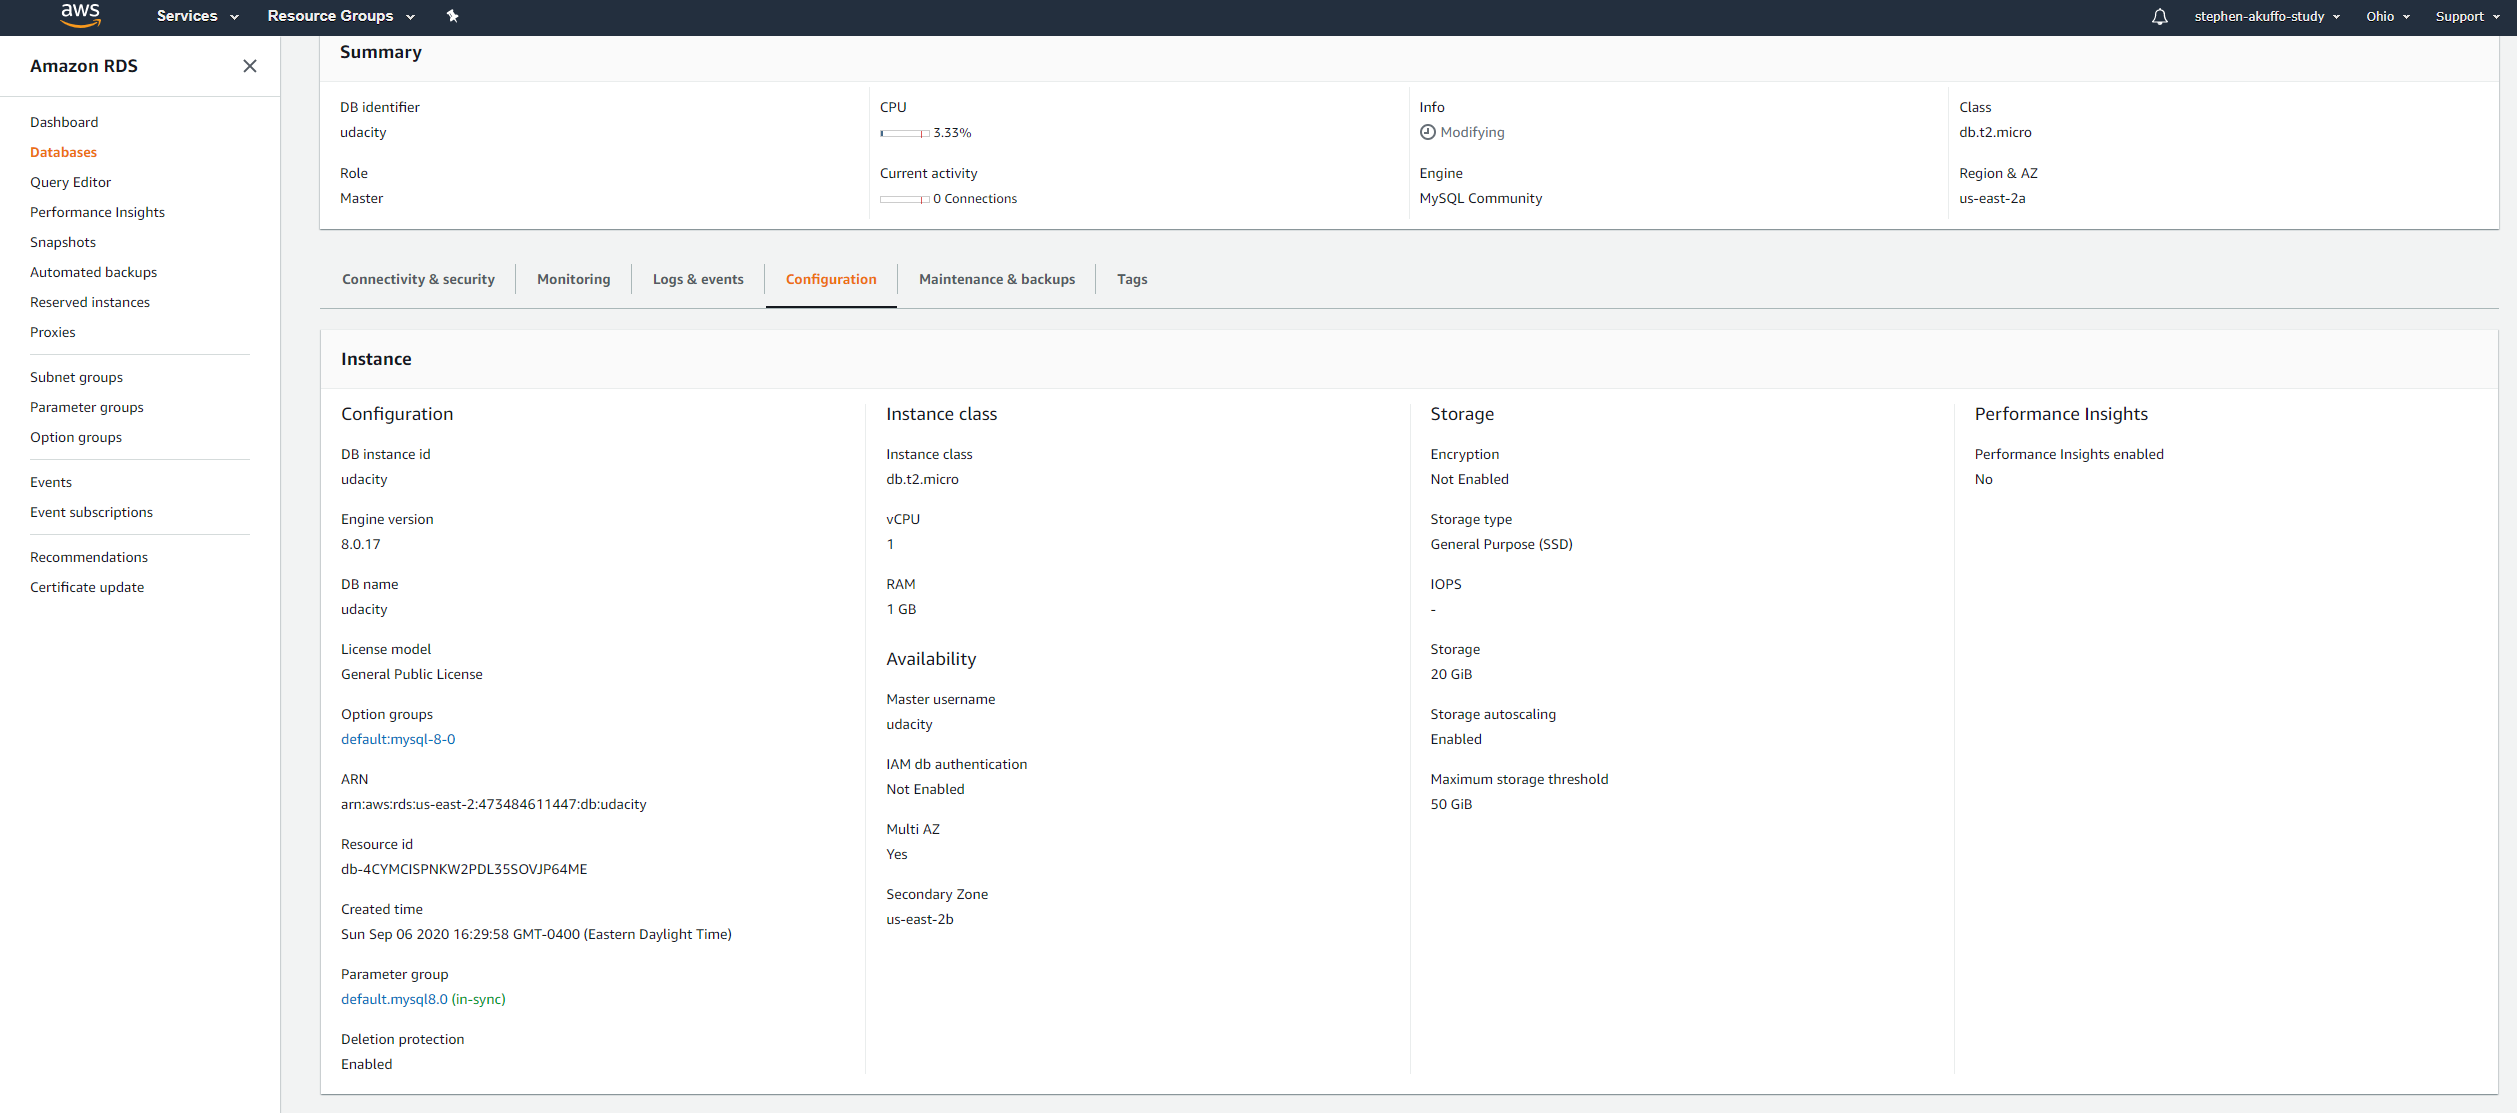 aws Services Resource Groups stephen-akuffo-study Ohio Support
Amazon RDS
Dashboard
Databases
Query Editor
Performance Insights
Snapshots
Automated backups
Reserved instances
Proxies
Subnet groups
Parameter groups
Option groups
Events
Event subscriptions
Recommendations
Certificate update
Summary
DB identifier
udacity
Role
Master
CPU
3.33%
Current activity
0 Connections
Info
Modifying
Engine
MySQL Community
Class
db.t2.micro
Region & AZ
us-east-2a
Connectivity & security Monitoring Logs & events Configuration Maintenance & backups Tags
Instance
Configuration
DB instance id
udacity
Engine version
8.0.17
DB name
udacity
License model
General Public License
Option groups
default:mysql-8-0
ARN
arn:aws:rds:us-east-2:473484611447:db:udacity
Resource id
db-4CYMCISPNKW2PDL35SOVJP64ME
Created time
Sun Sep 06 2020 16:29:58 GMT-0400 (Eastern Daylight Time)
Parameter group
default.mysql8.0 (in-sync)
Deletion protection
Enabled
Instance class
Instance class
db.t2.micro
vCPU
1
RAM
1 GB
Availability
Master username
udacity
IAM db authentication
Not Enabled
Multi AZ
Yes
Secondary Zone
us-east-2b
Storage
Encryption
Not Enabled
Storage type
General Purpose (SSD)
IOPS
-
Storage
20 GiB
Storage autoscaling
Enabled
Maximum storage threshold
50 GiB
Performance Insights
Performance Insights enabled
No